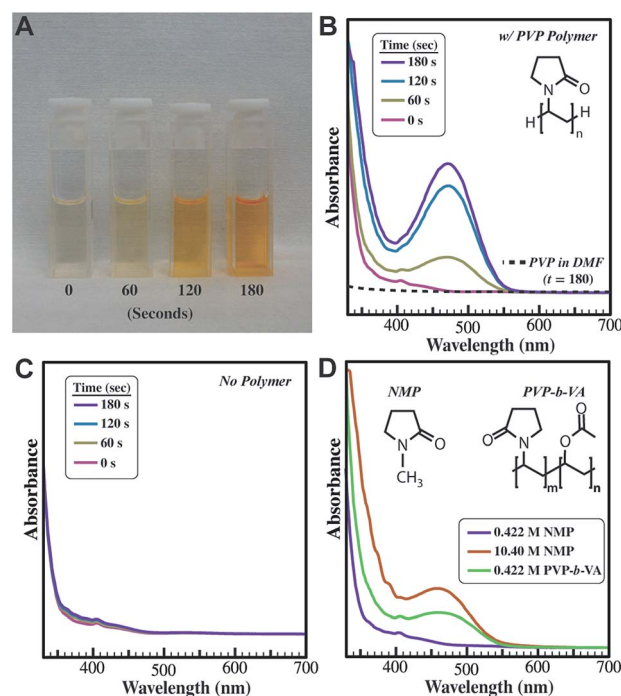 A
0
60
120
180
(Seconds)
B
w/ PVP Polymer
Time (sec)
180 s
120 s
60 s
0 s
N
O
H
H
n
PVP in DMF
(t = 180)
Absorbance
400
500
600
700
Wavelength (nm)
C
No Polymer
Time (sec)
180 s
120 s
60 s
0 s
Absorbance
400
500
600
700
Wavelength (nm)
D
NMP
PVP-b-VA
N
O
CH3
O
N
O
O
m
n
0.422 M NMP
10.40 M NMP
0.422 M PVP-b-VA
Absorbance
400
500
600
700
Wavelength (nm)